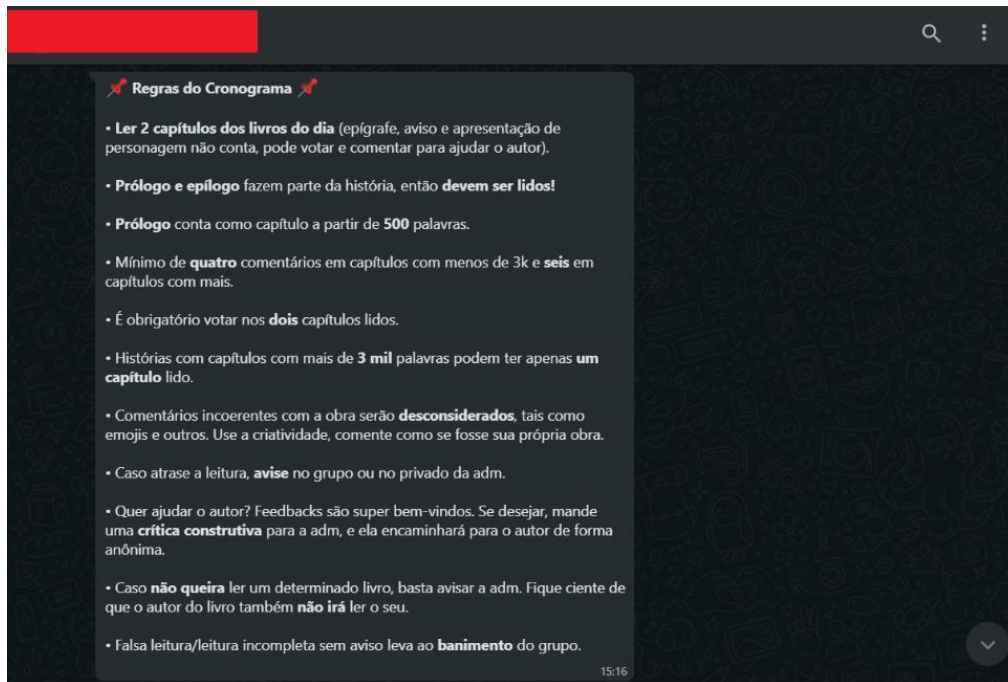 📌 Regras do Cronograma 📌
• Ler 2 capítulos dos livros do dia (epígrafe, aviso e apresentação de
personagem não conta, pode votar e comentar para ajudar o autor).
• Prólogo e epílogo fazem parte da história, então devem ser lidos!
• Prólogo conta como capítulo a partir de 500 palavras.
• Mínimo de quatro comentários em capítulos com menos de 3k e seis em
capítulos com mais.
• É obrigatório votar nos dois capítulos lidos.
• Histórias com capítulos com mais de 3 mil palavras podem ter apenas um
capítulo lido.
• Comentários incoerentes com a obra serão desconsiderados, tais como
emojis e outros. Use a criatividade, comente como se fosse sua própria obra.
• Caso atrase a leitura, avise no grupo ou no privado da adm.
• Quer ajudar o autor? Feedbacks são super bem-vindos. Se desejar, mande
uma crítica construtiva para a adm, e ela encaminhará para o autor de forma
anônima.
• Caso não queira ler um determinado livro, basta avisar a adm. Fique ciente de
que o autor do livro também não irá ler o seu.
• Falsa leitura/leitura incompleta sem aviso leva ao banimento do grupo.
15:16